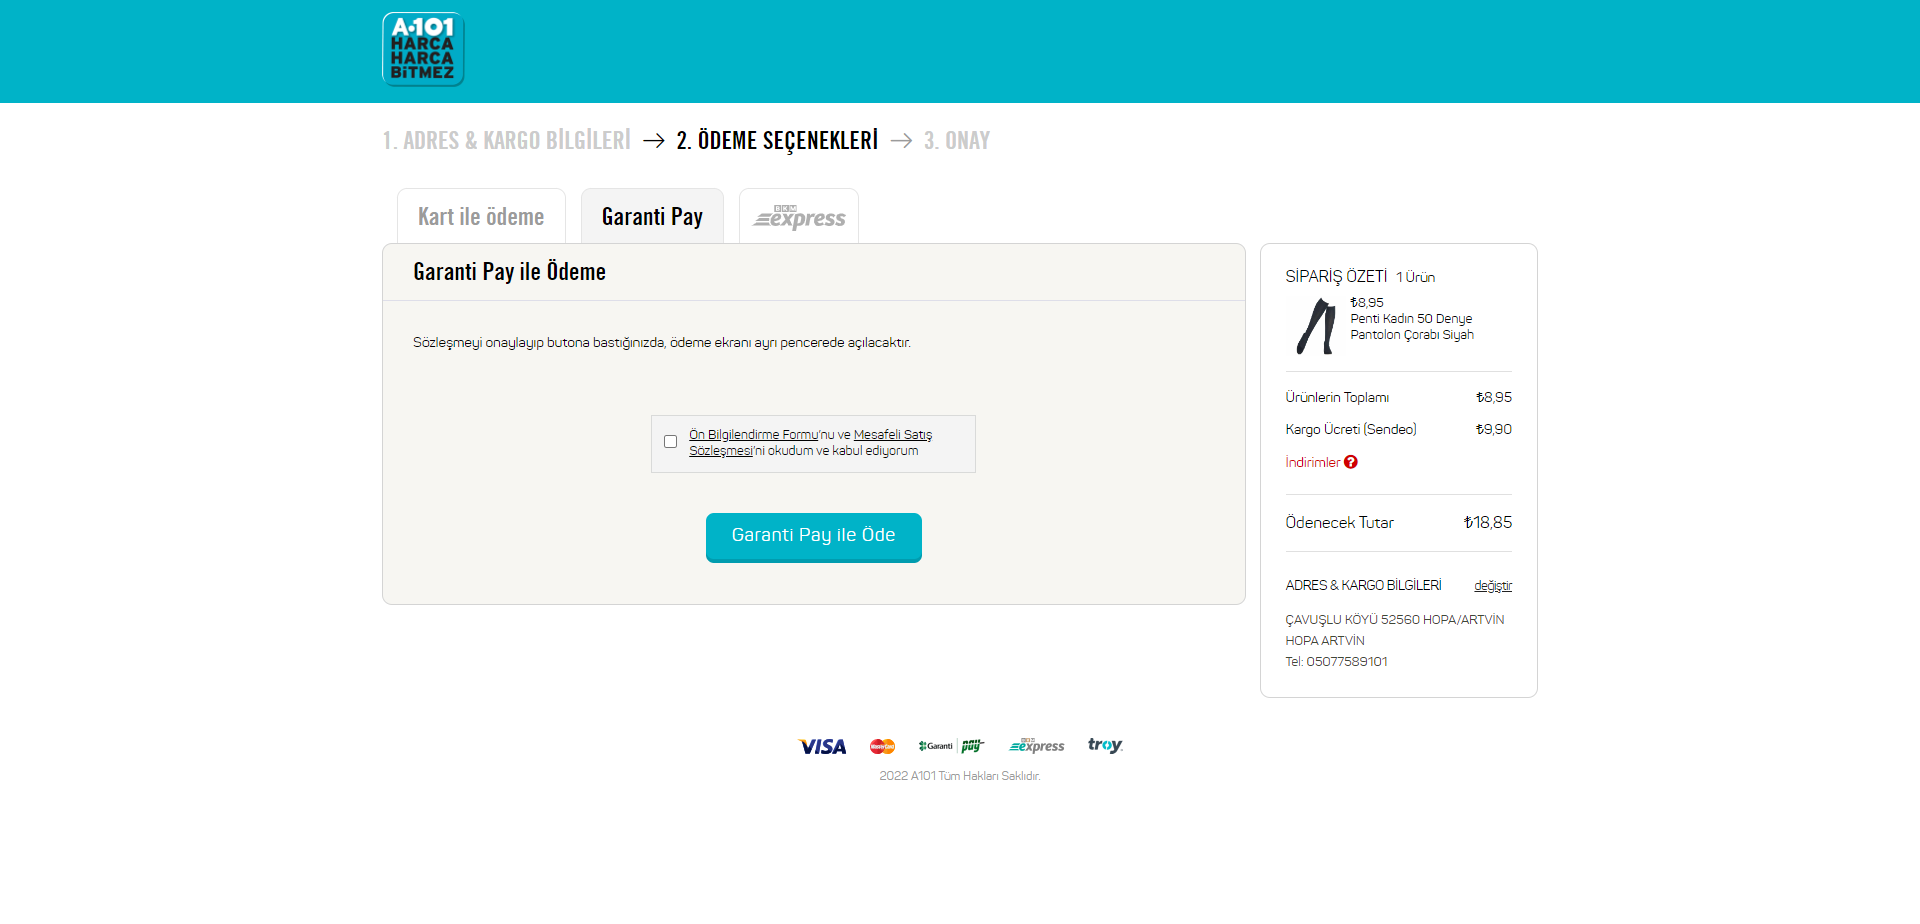 A·101
HARCA
HARCA
BİTMEZ
1. ADRES & KARGO BİLGİLERİ → 2. ÖDEME SEÇENEKLERİ → 3. ONAY
Kart ile ödeme
Garanti Pay
BKM
express
Garanti Pay ile Ödeme
Sözleşmeyi onaylayıp butona bastığınızda, ödeme ekranı ayrı pencerede açılacaktır.
Ön Bilgilendirme Formu'nu ve Mesafeli Satış
Sözleşmesi'ni okudum ve kabul ediyorum
Garanti Pay ile Öde
SİPARİŞ ÖZETİ 1 Ürün
₺8,95
Penti Kadın 50 Denye
Pantolon Çorabı Siyah
Ürünlerin Toplamı ₺8,95
Kargo Ücreti (Sendeo) ₺9,90
İndirimler ?
Ödenecek Tutar ₺18,85
ADRES & KARGO BİLGİLERİ değiştir
ÇAVUŞLU KÖYÜ 52560 HOPA/ARTVİN
HOPA ARTVİN
Tel: 05077589101
VISA MasterCard Garanti pay BKM express troy
2022 A101 Tüm Hakları Saklıdır.